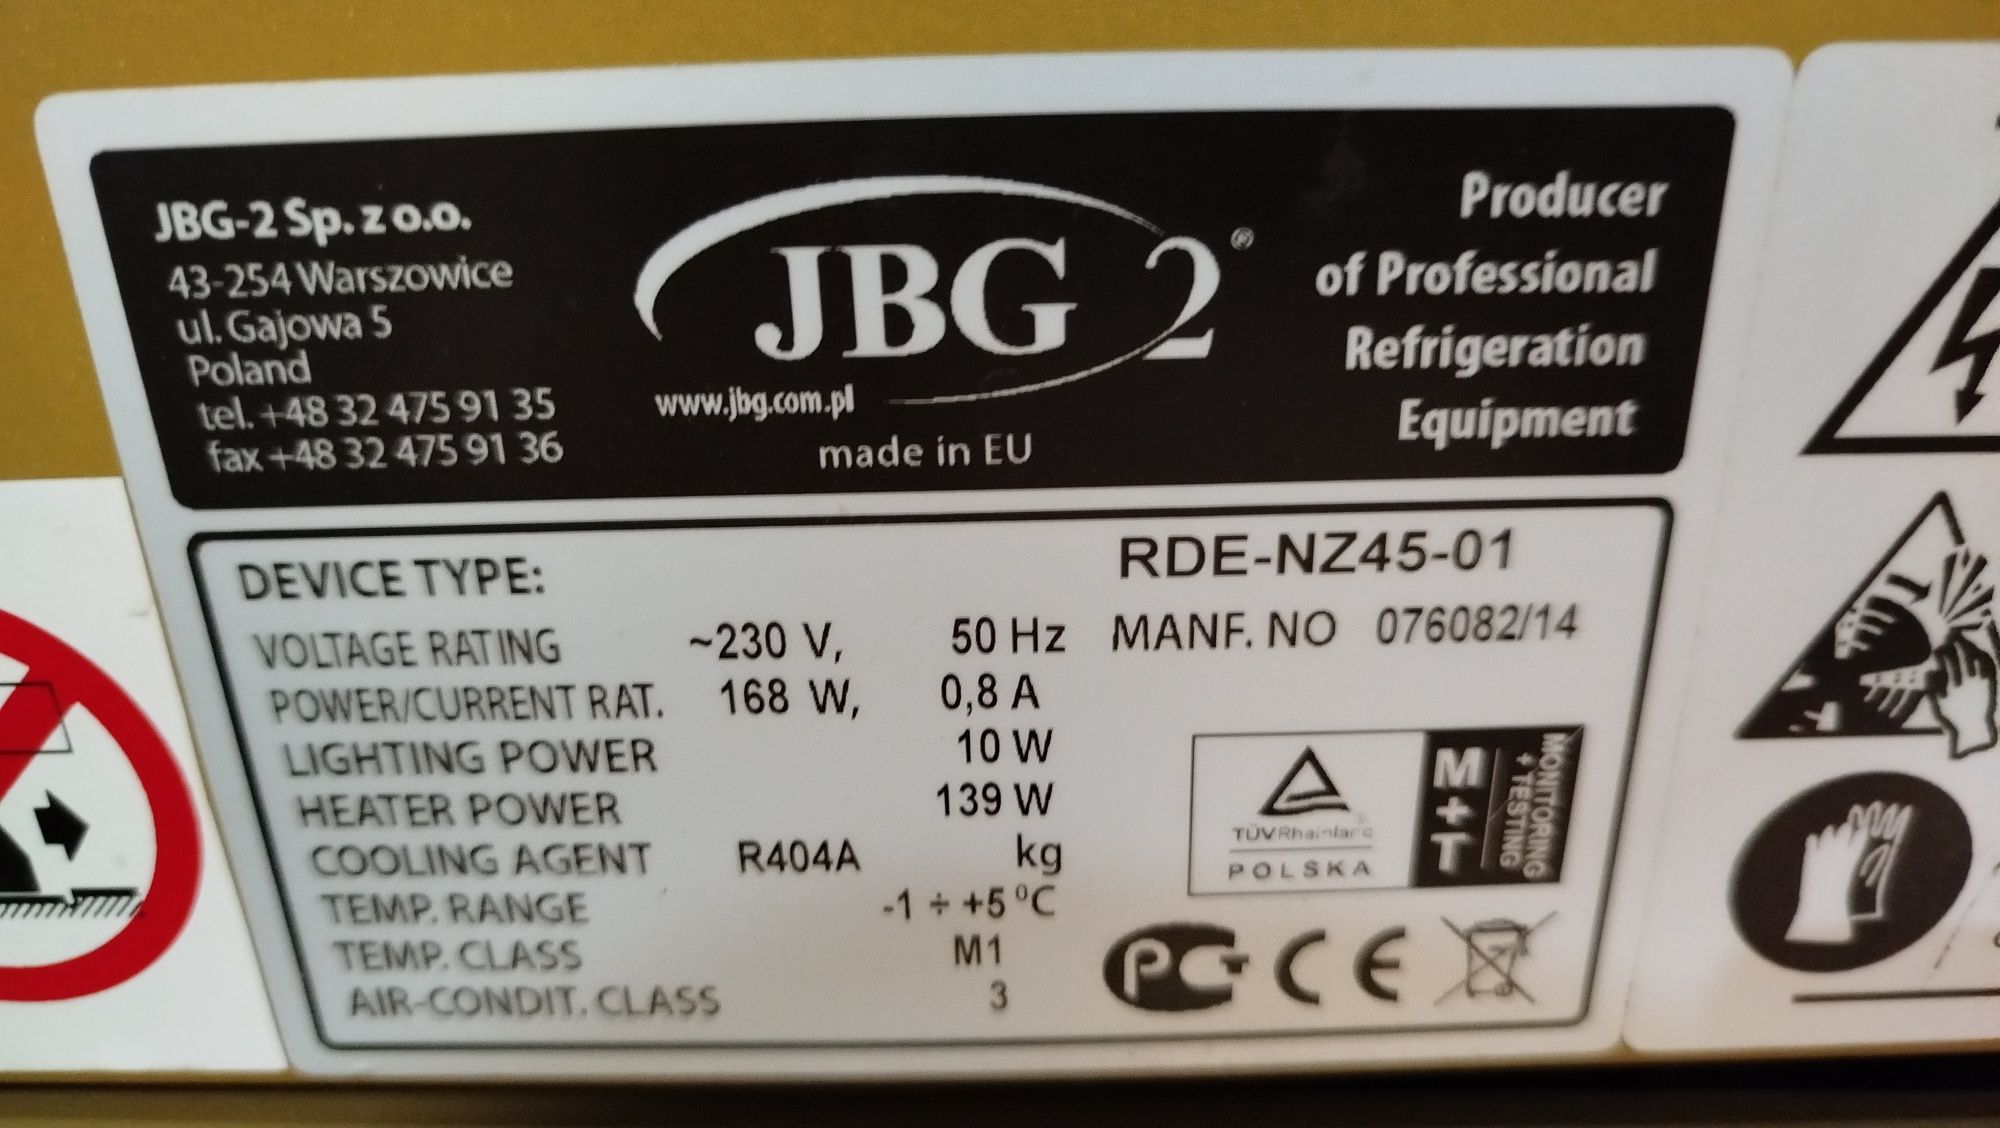 JBG-2 Sp. z o.o.
43-254 Warszowice
ul. Gajowa 5
Poland
tel. +48 32 475 91 35
fax +48 32 475 91 36
JBG 2®
www.jbg.com.pl
made in EU
Producer
of Professional
Refrigeration
Equipment
DEVICE TYPE: RDE-NZ45-01
VOLTAGE RATING ~230 V, 50 Hz MANF. NO 076082/14
POWER/CURRENT RAT. 168 W, 0,8 A
LIGHTING POWER 10 W
HEATER POWER 139 W
COOLING AGENT R404A kg
TEMP. RANGE -1 ÷ +5 °C
TEMP. CLASS M1
AIR-CONDIT. CLASS 3
TÜVRheinland
POLSKA
M+T
MONITORING
+ TESTING
PCT CE